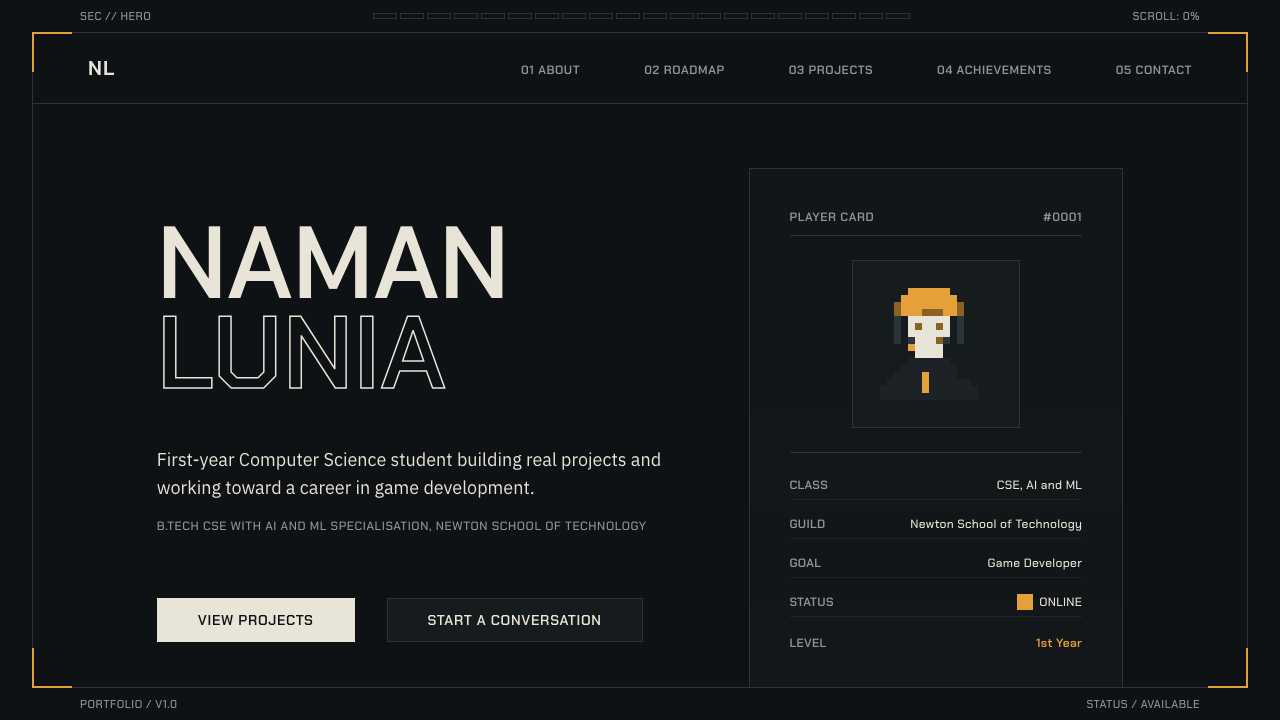 SEC // HERO
SCROLL: 0%
NL
01 ABOUT
02 ROADMAP
03 PROJECTS
04 ACHIEVEMENTS
05 CONTACT
NAMAN
LUNIA
First-year Computer Science student building real projects and
working toward a career in game development.
B.TECH CSE WITH AI AND ML SPECIALISATION, NEWTON SCHOOL OF TECHNOLOGY
VIEW PROJECTS
START A CONVERSATION
PLAYER CARD #0001
CLASS CSE, AI and ML
GUILD Newton School of Technology
GOAL Game Developer
STATUS ONLINE
LEVEL 1st Year
PORTFOLIO / V1.0
STATUS / AVAILABLE